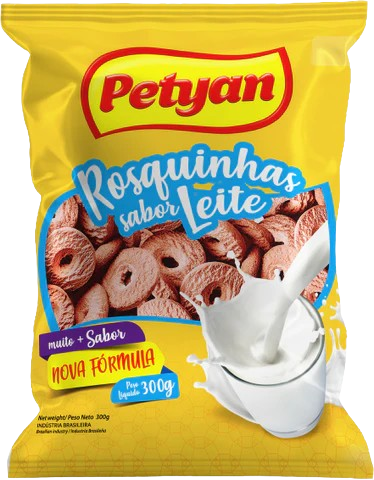 Petyan
Rosquinhas
sabor Leite
muito + Sabor
NOVA FÓRMULA
Peso
Líquido 300g
Net weight/ Peso Neto 300g
INDÚSTRIA BRASILEIRA
Brazilian Industry / Industria Brasileña